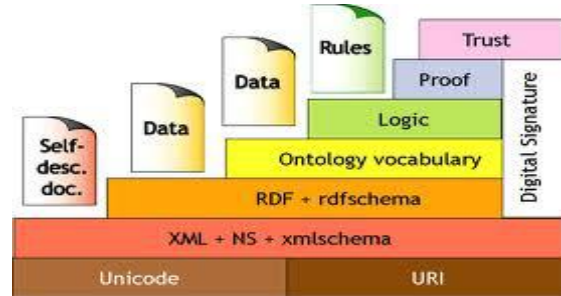 Rules
Trust
Data
Proof
Data
Logic
Self-
desc.
doc.
Ontology vocabulary
Digital Signature
RDF + rdfschema
XML + NS + xmlschema
Unicode
URI